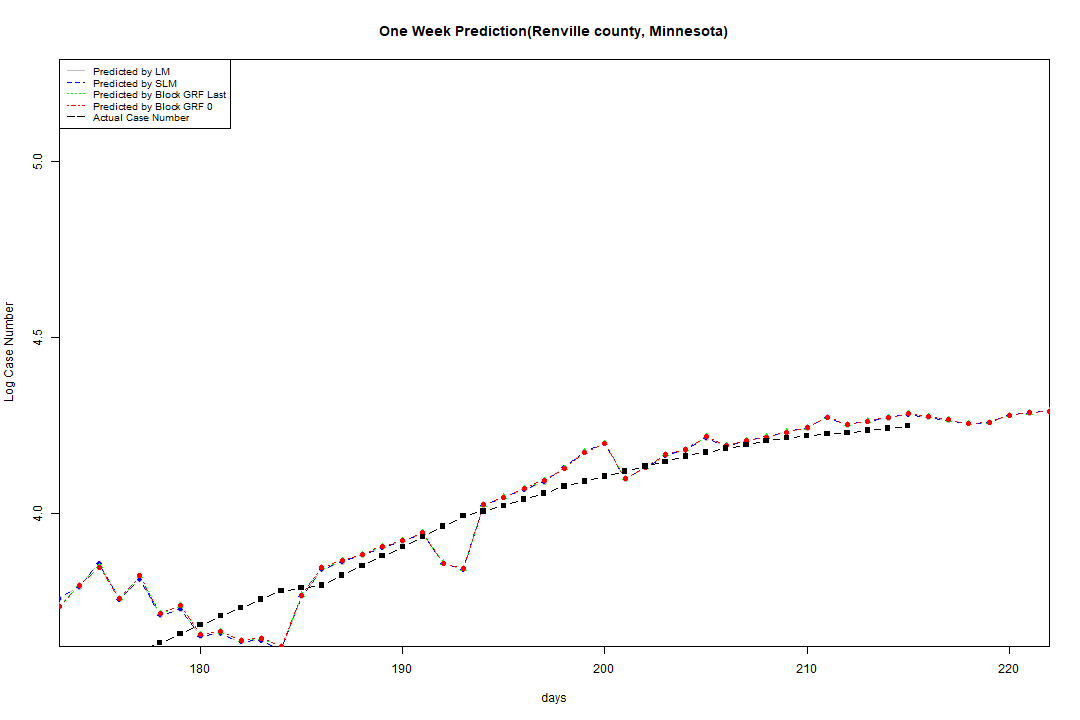 One Week Prediction(Renville county, Minnesota)
Predicted by LM
Predicted by SLM
Predicted by Block GRF Last
Predicted by Block GRF 0
Actual Case Number
5.0
4.5
4.0
Log Case Number
180 190 200 210 220
days